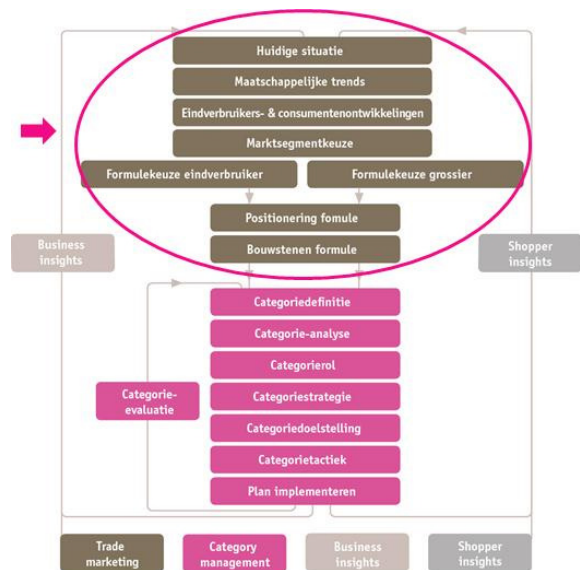 Huidige situatie
Maatschappelijke trends
Eindverbruikers- & consumentenontwikkelingen
Marktsegmentkeuze
Formulekeuze eindverbruiker
Formulekeuze grossier
Positionering fomule
Bouwstenen formule
Business
insights
Shopper
insights
Categoriedefinitie
Categorie-analyse
Categorierol
Categorie-
evaluatie
Categoriestrategie
Categoriedoelstelling
Categorietactiek
Plan implementeren
Trade
marketing
Category
management
Business
insights
Shopper
insights